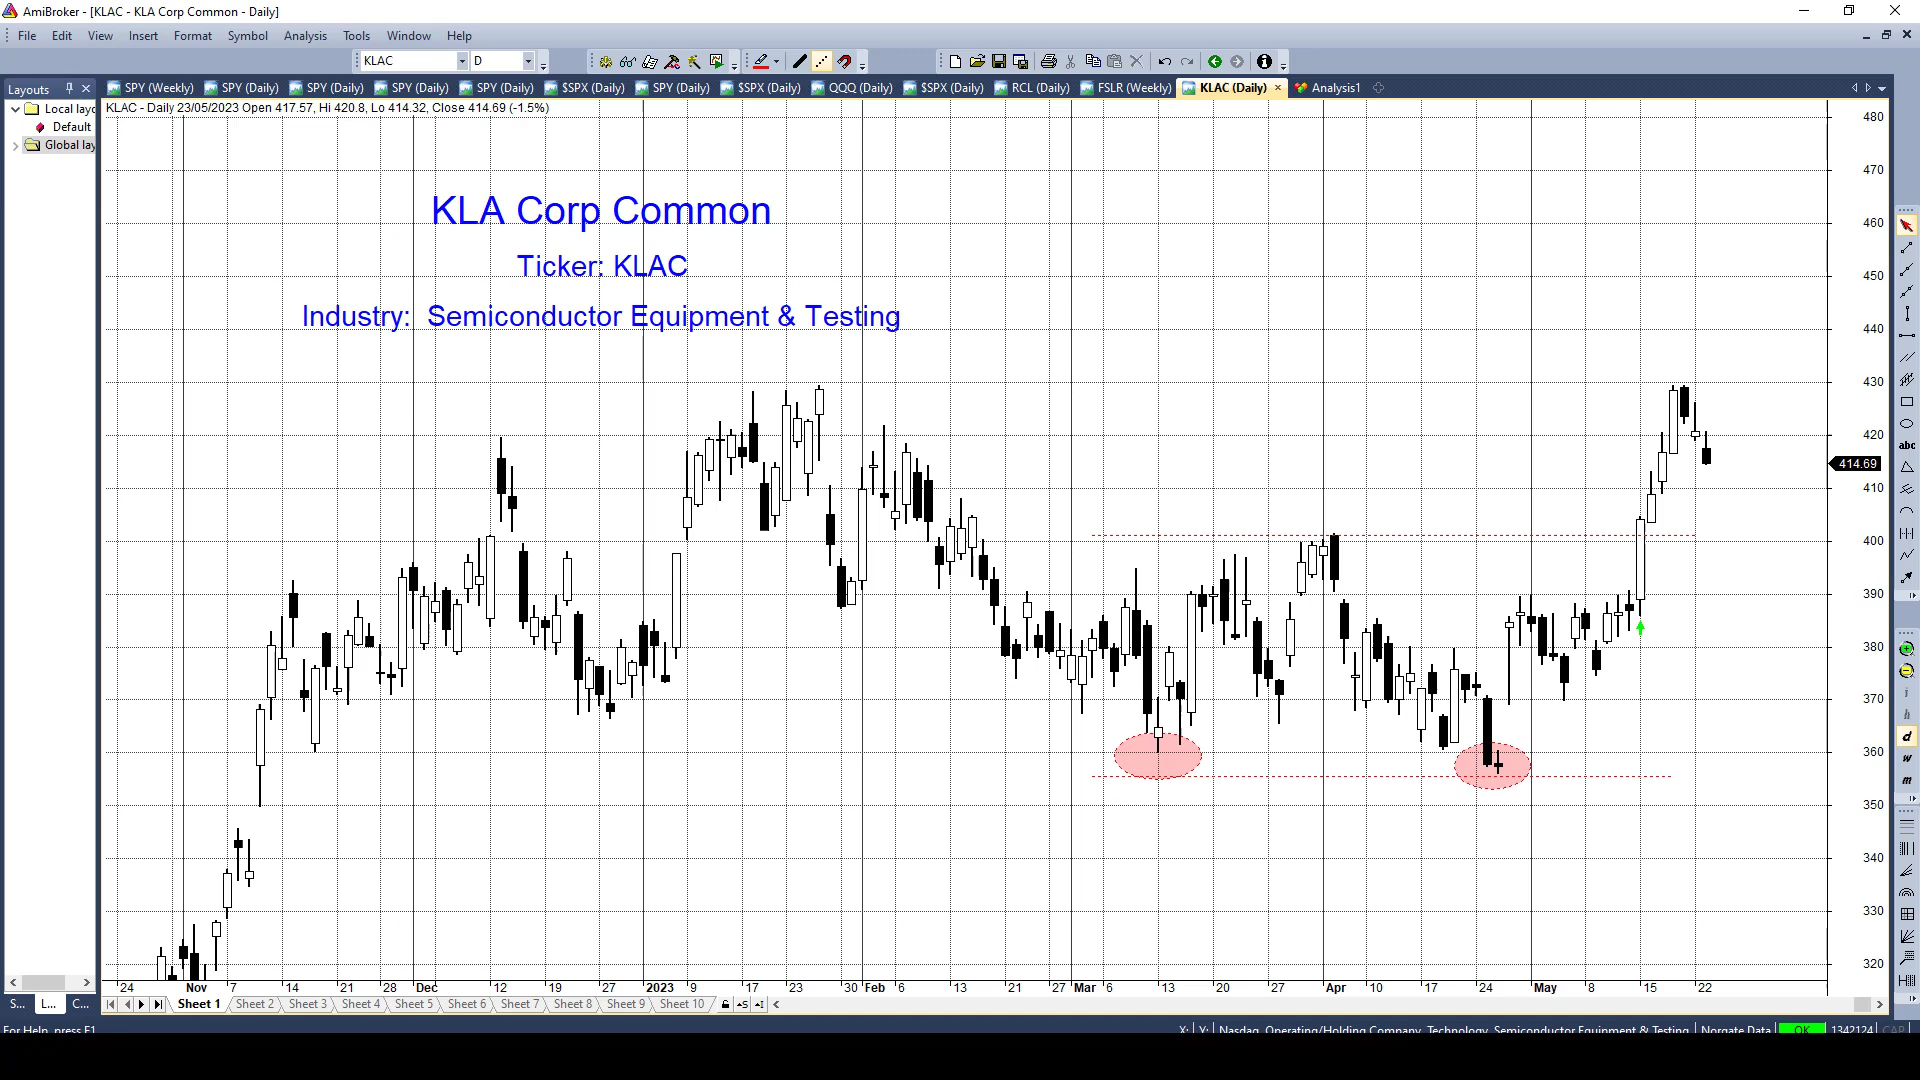 AmiBroker - [KLAC - KLA Corp Common - Daily]
File Edit View Insert Format Symbol Analysis Tools Window Help
KLAC D
Layouts SPY (Weekly) SPY (Daily) SPY (Daily) SPY (Daily) SPY (Daily) $SPX (Daily) SPY (Daily) $SPX (Daily) QQQ (Daily) $SPX (Daily) RCL (Daily) FSLR (Weekly) KLAC (Daily) Analysis1
Local layo
Default
Global lay
KLAC - Daily 23/05/2023 Open 417.57, Hi 420.8, Lo 414.32, Close 414.69 (-1.5%)
KLA Corp Common
Ticker: KLAC
Industry: Semiconductor Equipment & Testing
480
470
460
450
440
430
420
414.69
410
400
390
380
370
360
350
340
330
320
abc
i
h
d
w
m
24 Nov 7 14 21 28 Dec 12 19 27 2023 9 17 23 30 Feb 6 13 21 27 Mar 6 13 20 27 Apr 10 17 24 May 8 15 22
S... L... C... Sheet 1 Sheet 2 Sheet 3 Sheet 4 Sheet 5 Sheet 6 Sheet 7 Sheet 8 Sheet 9 Sheet 10
For Help, press F1 X: Y: Nasdaq, Operating/Holding Company, Technology, Semiconductor Equipment & Testing Norgate Data OK 1342124 CAP